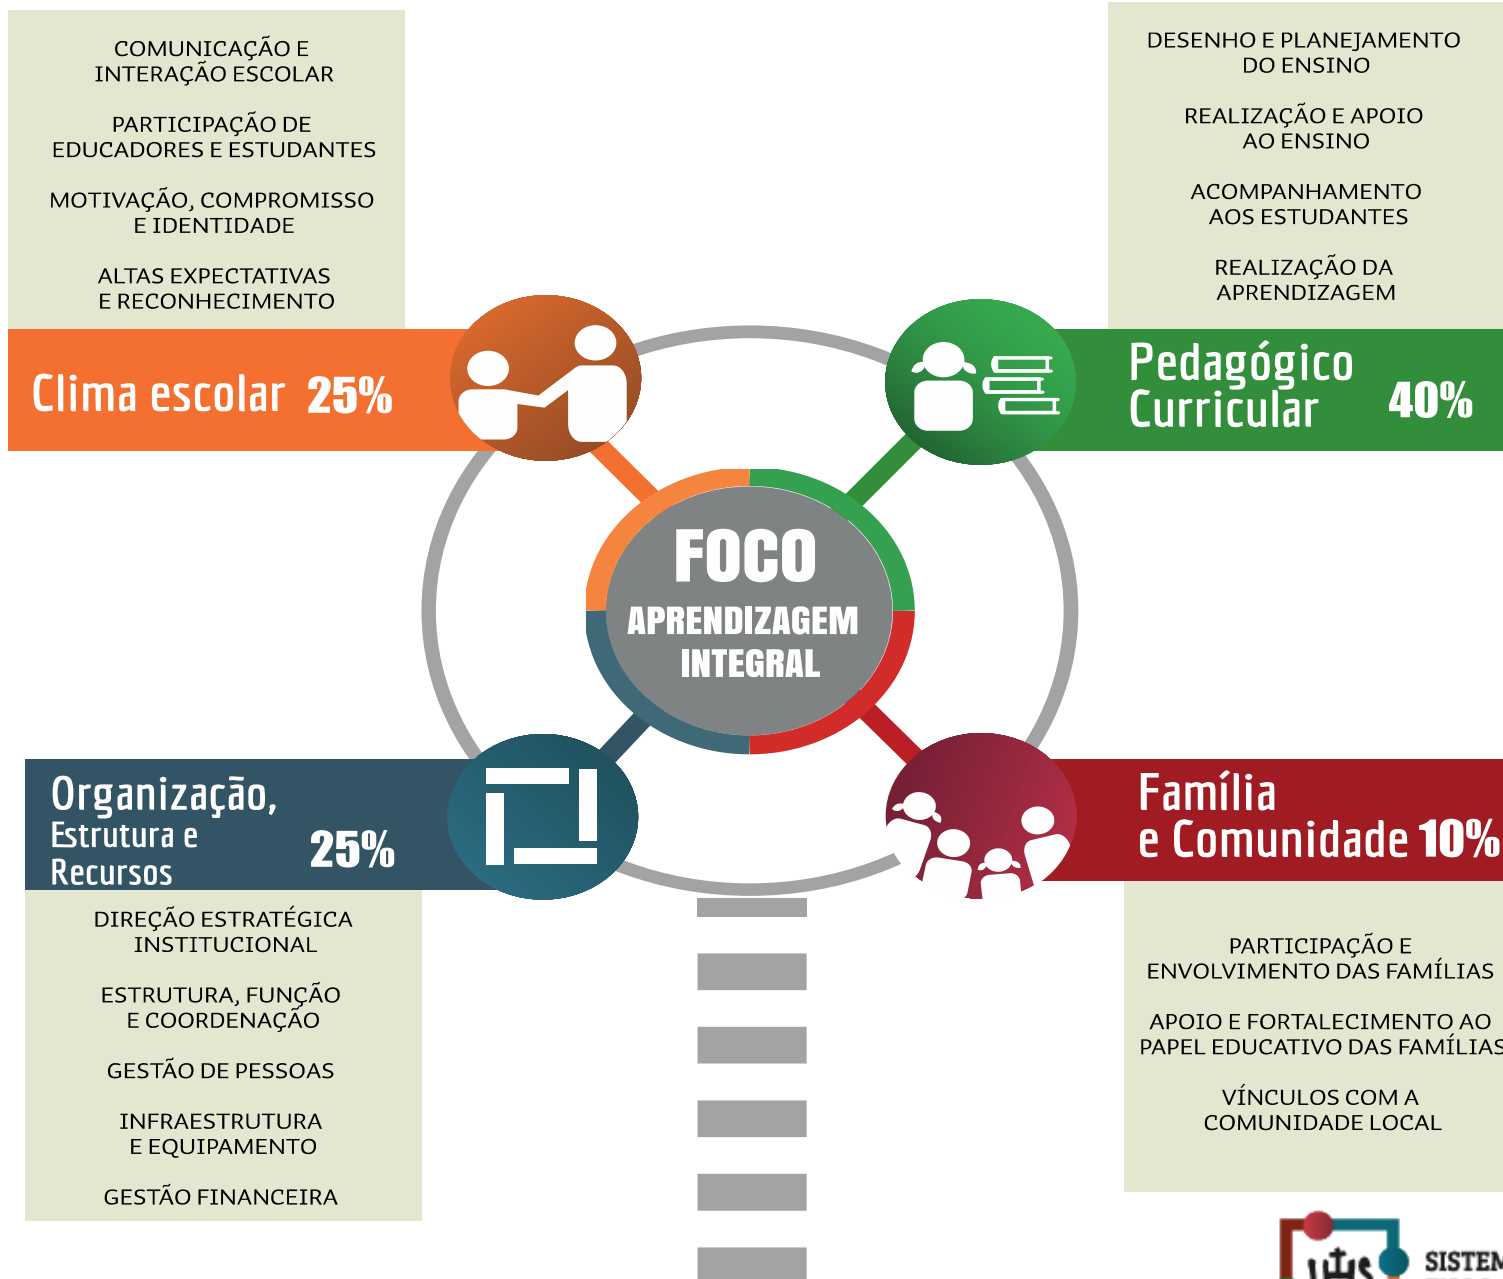 COMUNICAÇÃO E
INTERAÇÃO ESCOLAR
PARTICIPAÇÃO DE
EDUCADORES E ESTUDANTES
MOTIVAÇÃO, COMPROMISSO
E IDENTIDADE
ALTAS EXPECTATIVAS
E RECONHECIMENTO
Clima escolar 25%
DESENHO E PLANEJAMENTO
DO ENSINO
REALIZAÇÃO E APOIO
AO ENSINO
ACOMPANHAMENTO
AOS ESTUDANTES
REALIZAÇÃO DA
APRENDIZAGEM
Pedagógico
Curricular 40%
FOCO
APRENDIZAGEM
INTEGRAL
Organização,
Estrutura e
Recursos 25%
DIREÇÃO ESTRATÉGICA
INSTITUCIONAL
ESTRUTURA, FUNÇÃO
E COORDENAÇÃO
GESTÃO DE PESSOAS
INFRAESTRUTURA
E EQUIPAMENTO
GESTÃO FINANCEIRA
Família
e Comunidade 10%
PARTICIPAÇÃO E
ENVOLVIMENTO DAS FAMÍLIAS
APOIO E FORTALECIMENTO AO
PAPEL EDUCATIVO DAS FAMÍLIAS
VÍNCULOS COM A
COMUNIDADE LOCAL